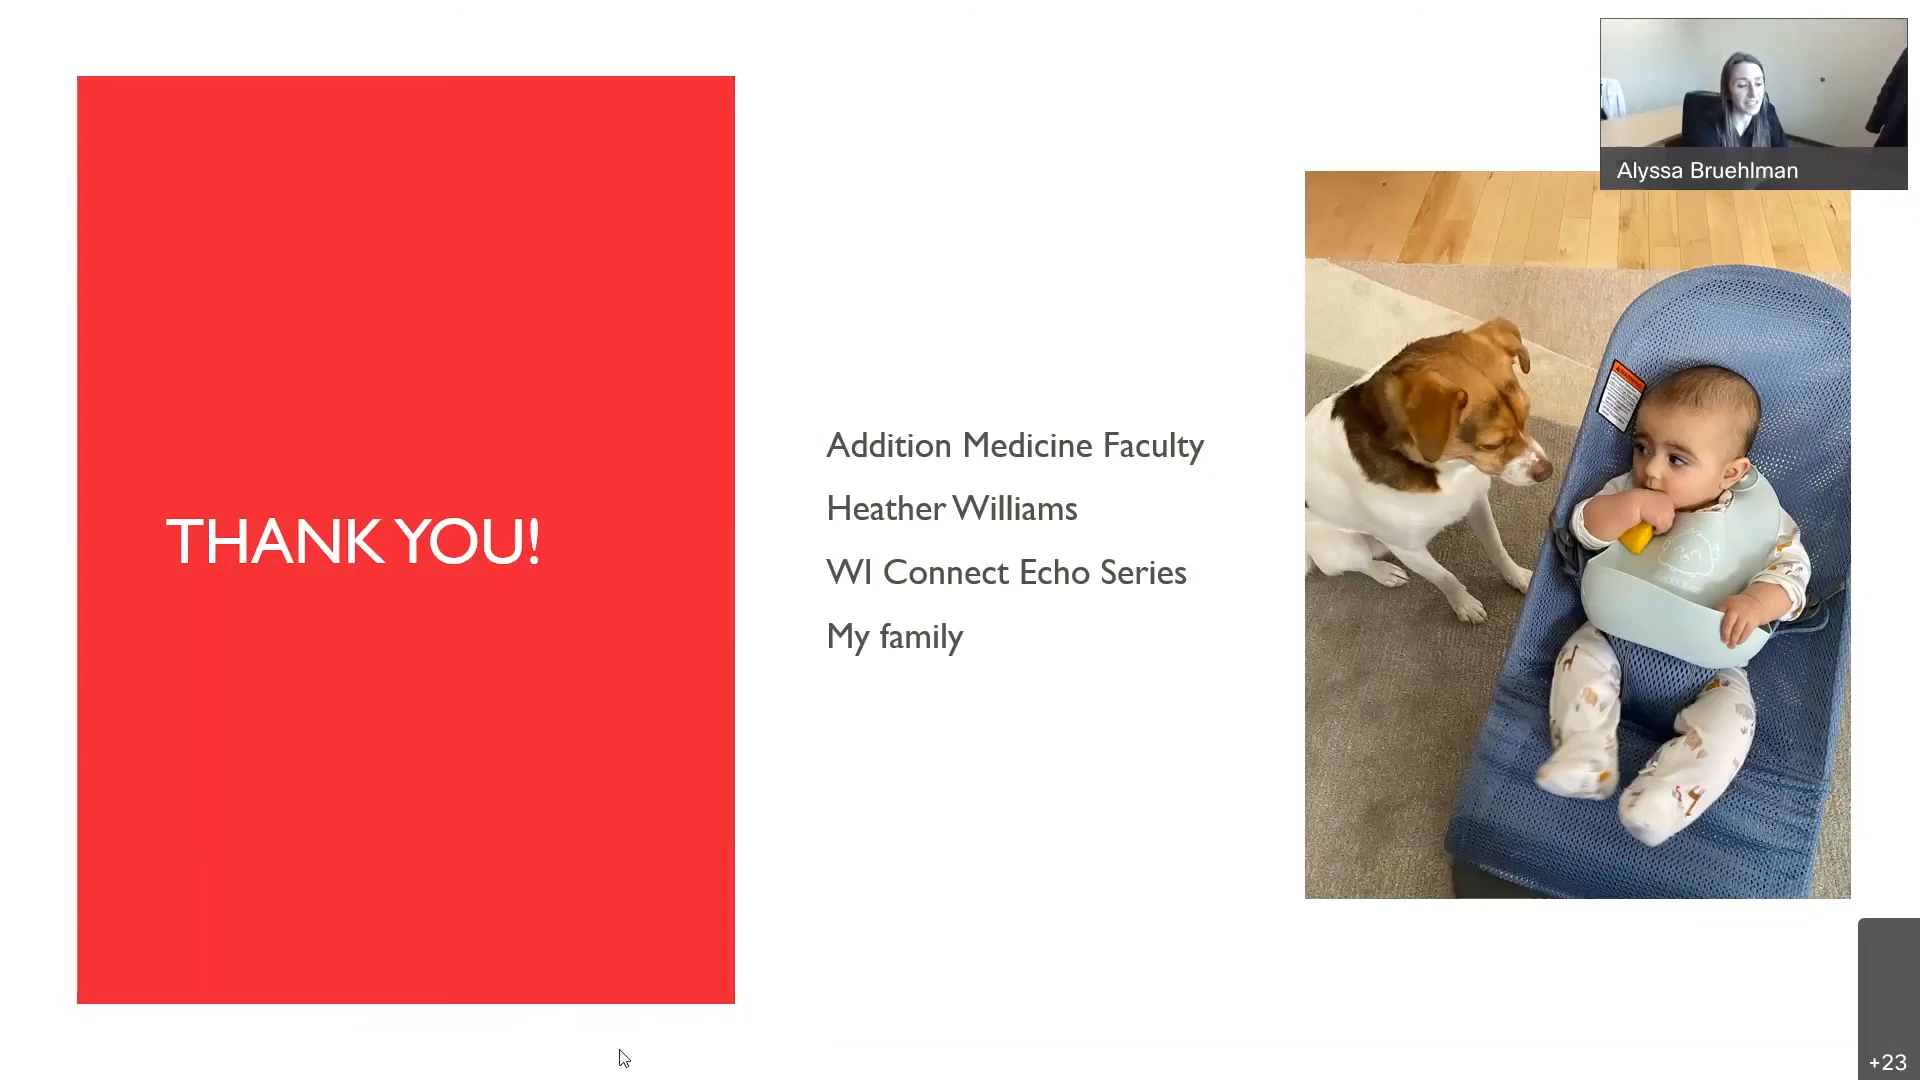 Alyssa Bruehlman
THANK YOU!
Addition Medicine Faculty
Heather Williams
WI Connect Echo Series
My family
+23